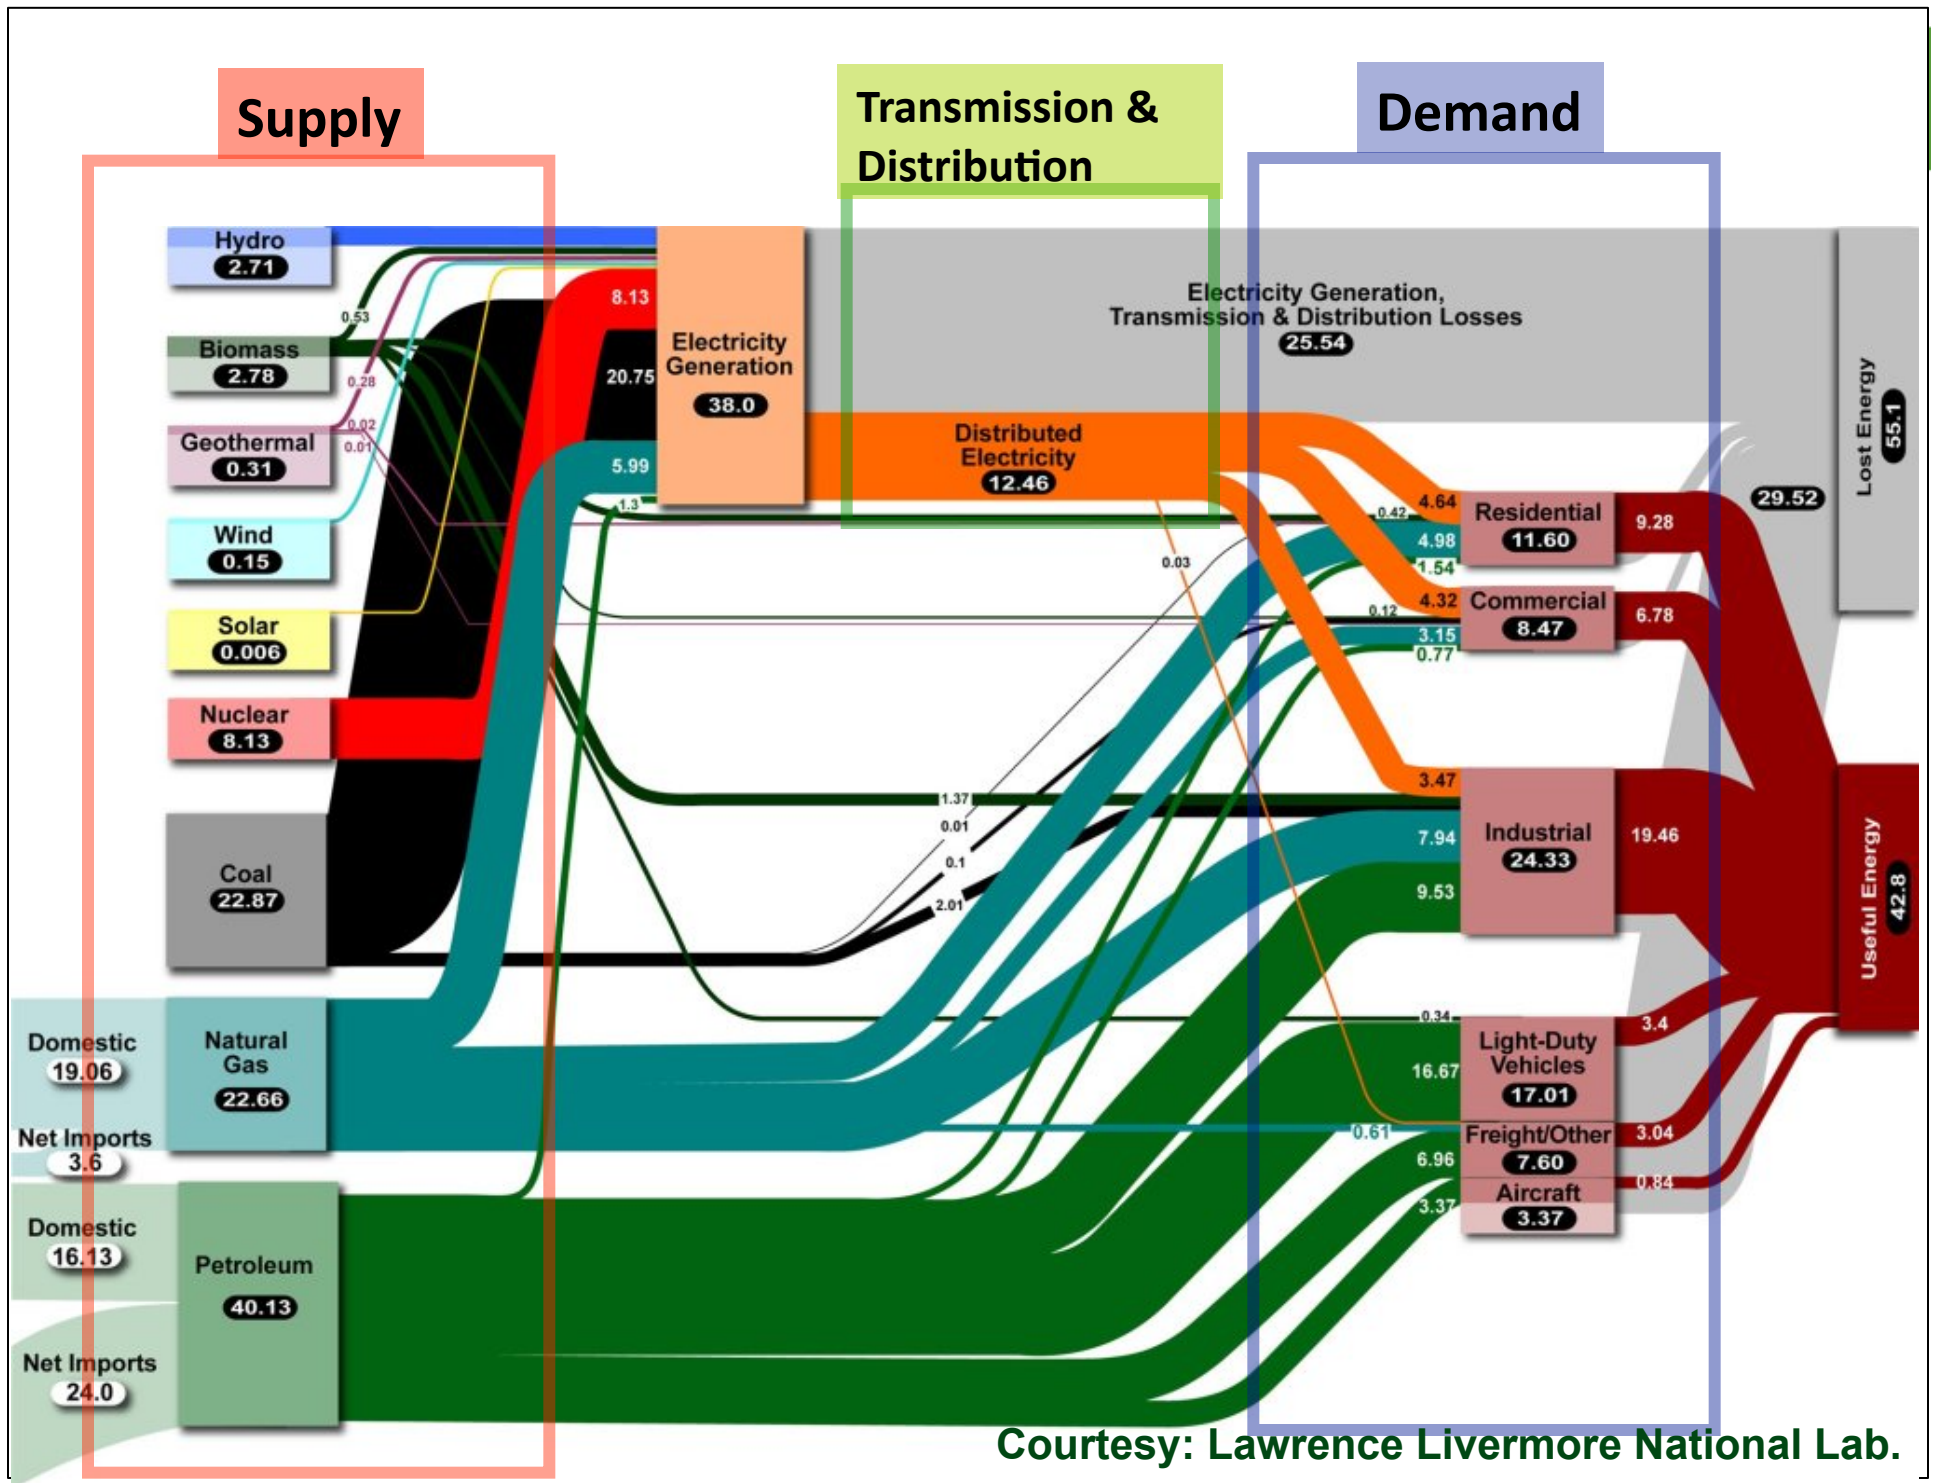 Supply
Transmission &
Distribution
Demand
Hydro
2.71
Biomass
2.78
Geothermal
0.31
Wind
0.15
Solar
0.006
Nuclear
8.13
Coal
22.87
Domestic
19.06
Net Imports
3.6
Natural
Gas
22.66
Domestic
16.13
Net Imports
24.0
Petroleum
40.13
0.53
0.28
0.02
0.01
8.13
20.75
5.99
1.3
Electricity
Generation
38.0
Electricity Generation,
Transmission & Distribution Losses
25.54
Distributed
Electricity
12.46
0.03
1.37
0.01
0.1
2.01
4.64
0.42
4.98
1.54
4.32
0.12
3.15
0.77
3.47
7.94
9.53
0.34
16.67
0.61
6.96
3.37
Residential
11.60
Commercial
8.47
Industrial
24.33
Light-Duty
Vehicles
17.01
Freight/Other
7.60
Aircraft
3.37
9.28
6.78
19.46
3.4
3.04
0.84
29.52
Lost Energy
55.1
Useful Energy
42.8
Courtesy: Lawrence Livermore National Lab.